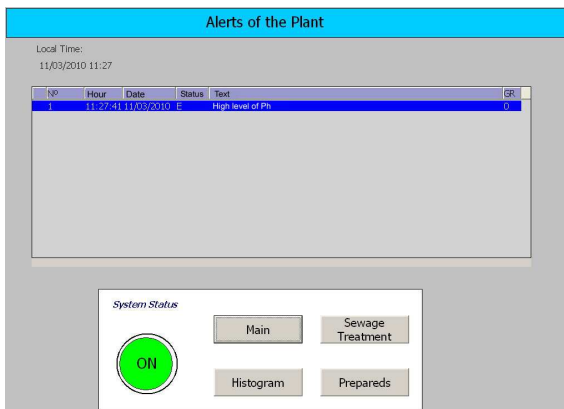 Alerts of the Plant
Local Time:
11/03/2010 11:27
Nº Hour Date Status Text GR
1 11:27:41 11/03/2010 E High level of Ph 0
System Status
ON
Main
Sewage
Treatment
Histogram
Prepareds